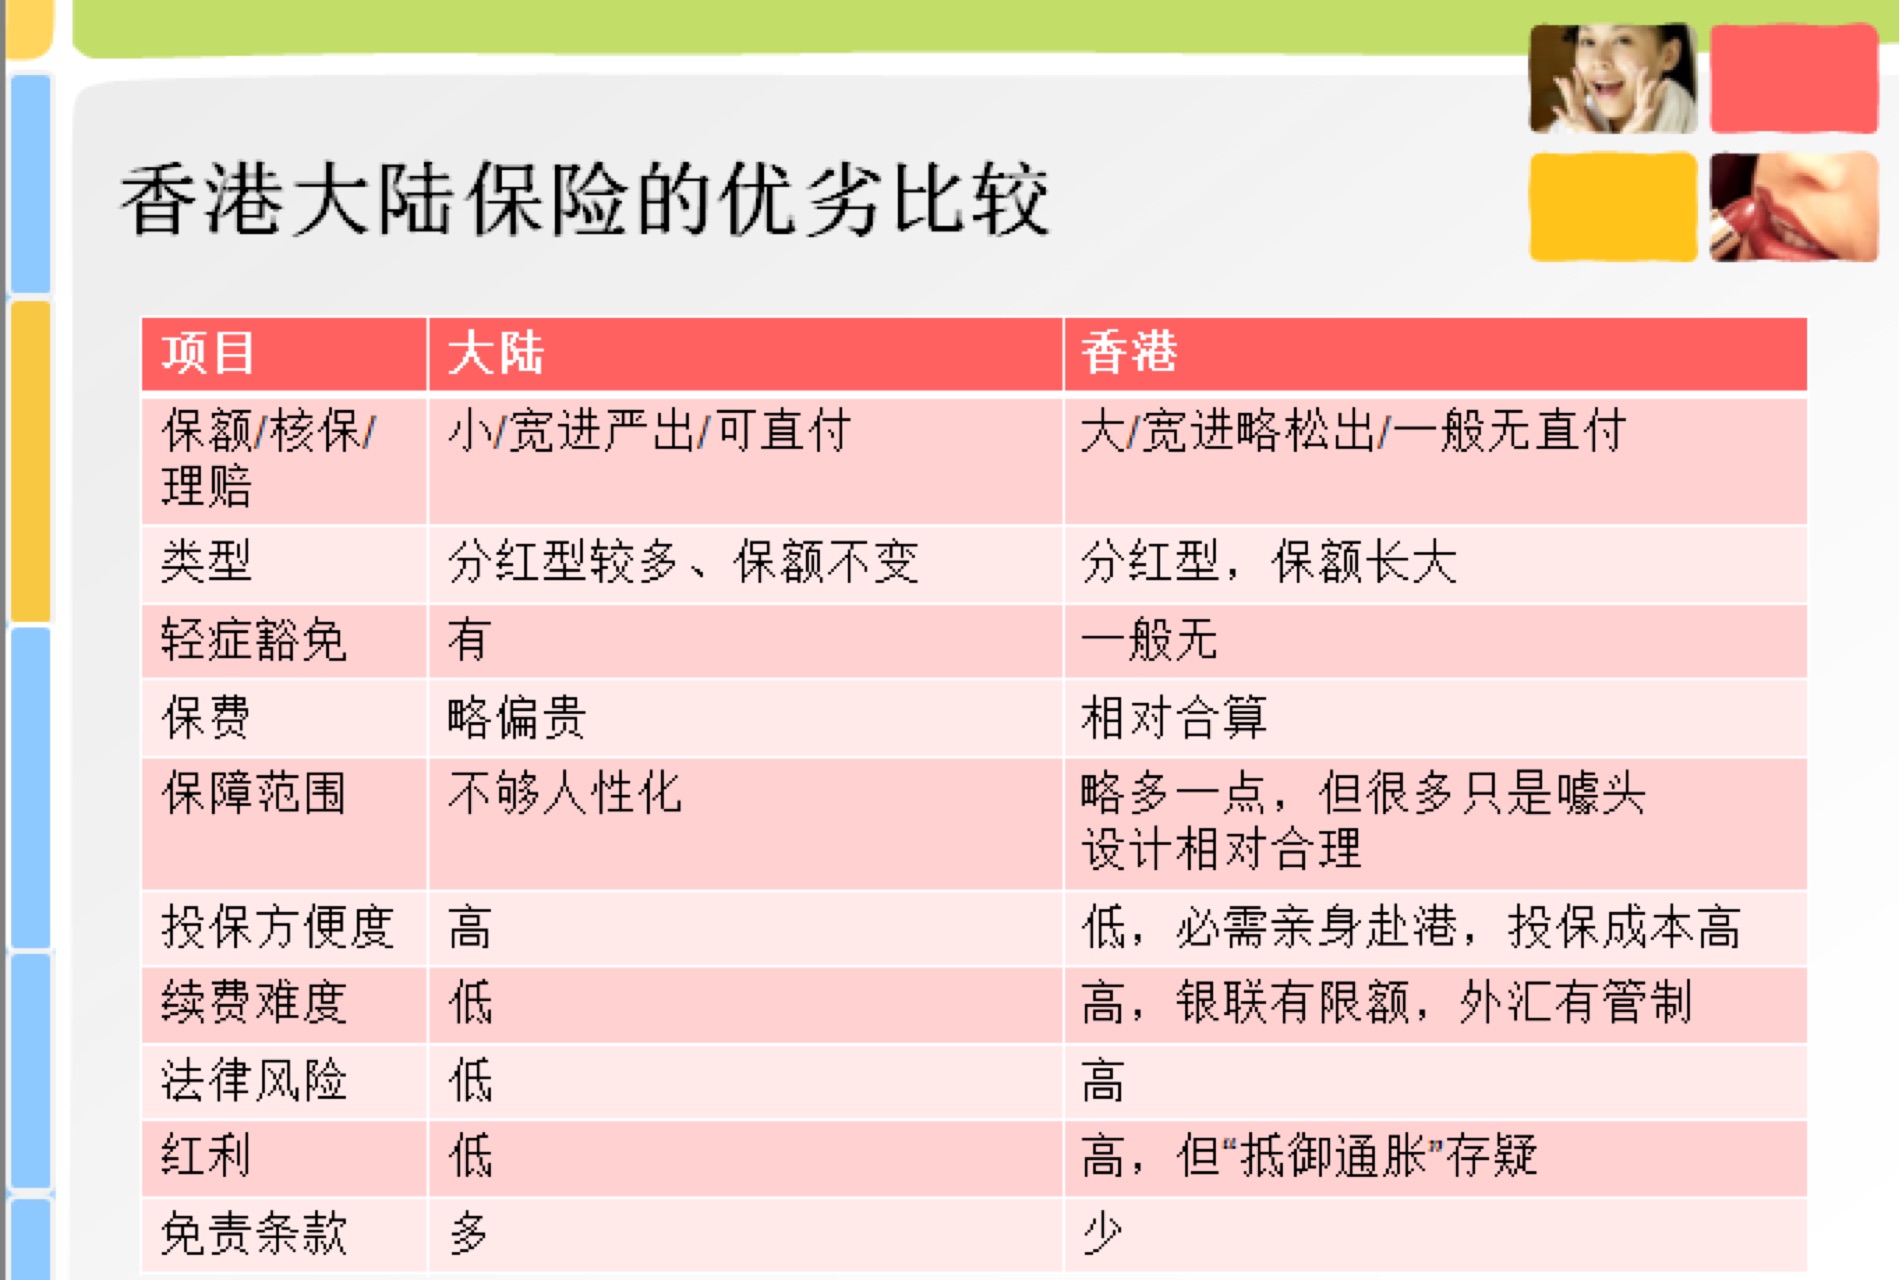 香港大陆保险的优劣比较
项目 大陆 香港
保额/核保/ 小/宽进严出/可直付 大/宽进略松出/一般无直付
理赔
类型 分红型较多、保额不变 分红型，保额长大
轻症豁免 有 一般无
保费 略偏贵 相对合算
保障范围 不够人性化 略多一点，但很多只是噱头
设计相对合理
投保方便度 高 低，必需亲身赴港，投保成本高
续费难度 低 高，银联有限额，外汇有管制
法律风险 低 高
红利 低 高，但“抵御通胀”存疑
免责条款 多 少